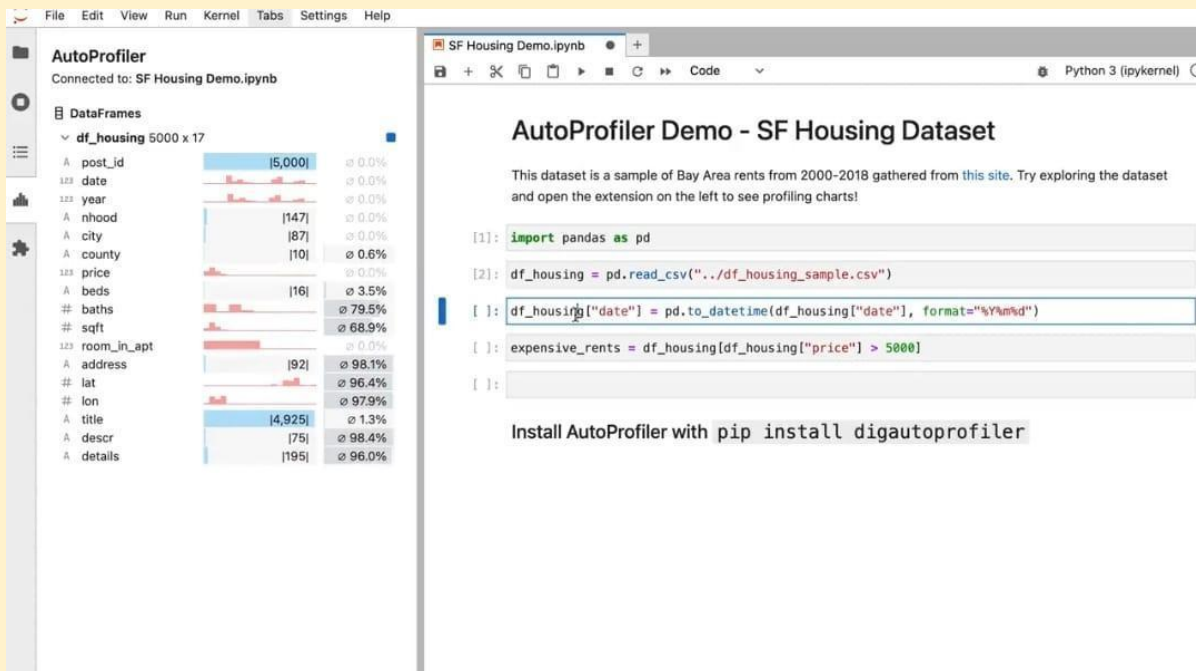 File Edit View Run Kernel Tabs Settings Help
AutoProfiler
Connected to: SF Housing Demo.ipynb
DataFrames
df_housing 5000 x 17
A post_id |5,000| ∅ 0.0%
123 date ∅ 0.0%
123 year ∅ 0.0%
A nhood |147| ∅ 0.0%
A city |87| ∅ 0.0%
A county |10| ∅ 0.6%
123 price ∅ 0.0%
A beds |16| ∅ 3.5%
# baths ∅ 79.5%
# sqft ∅ 68.9%
123 room_in_apt ∅ 0.0%
A address |92| ∅ 98.1%
# lat ∅ 96.4%
# lon ∅ 97.9%
A title |4,925| ∅ 1.3%
A descr |75| ∅ 98.4%
A details |195| ∅ 96.0%
SF Housing Demo.ipynb
Code Python 3 (ipykernel)
AutoProfiler Demo - SF Housing Dataset
This dataset is a sample of Bay Area rents from 2000-2018 gathered from this site. Try exploring the dataset
and open the extension on the left to see profiling charts!
[1]: import pandas as pd
[2]: df_housing = pd.read_csv("../df_housing_sample.csv")
[ ]: df_housing["date"] = pd.to_datetime(df_housing["date"], format="%Y%m%d")
[ ]: expensive_rents = df_housing[df_housing["price"] > 5000]
[ ]:
Install AutoProfiler with pip install digautoprofiler